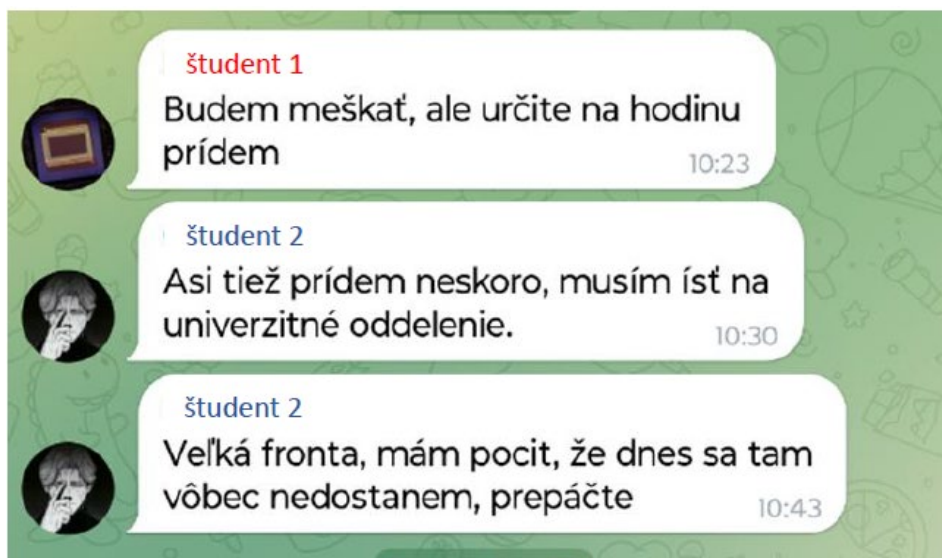 študent 1
Budem meškať, ale určite na hodinu
prídem
10:23
študent 2
Asi tiež prídem neskoro, musím ísť na
univerzitné oddelenie.
10:30
študent 2
Veľká fronta, mám pocit, že dnes sa tam
vôbec nedostanem, prepáčte
10:43